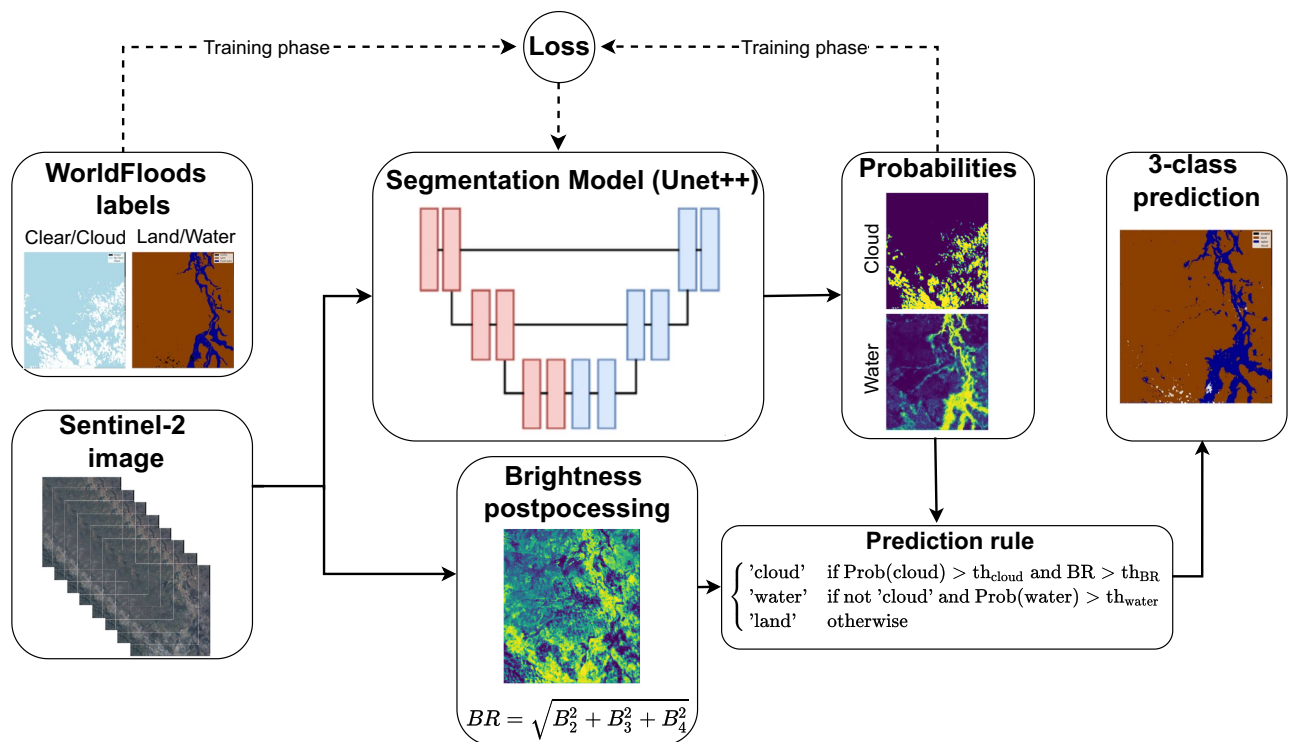 Training phase
Loss
Training phase
WorldFloods
labels
Clear/Cloud Land/Water
Segmentation Model (Unet++)
Probabilities
Cloud
Water
3-class
prediction
Sentinel-2
image
Brightness
postpocessing
BR = √(B₂² + B₃² + B₄²)
Prediction rule
'cloud' if Prob(cloud) > th_cloud and BR > th_BR
'water' if not 'cloud' and Prob(water) > th_water
'land' otherwise